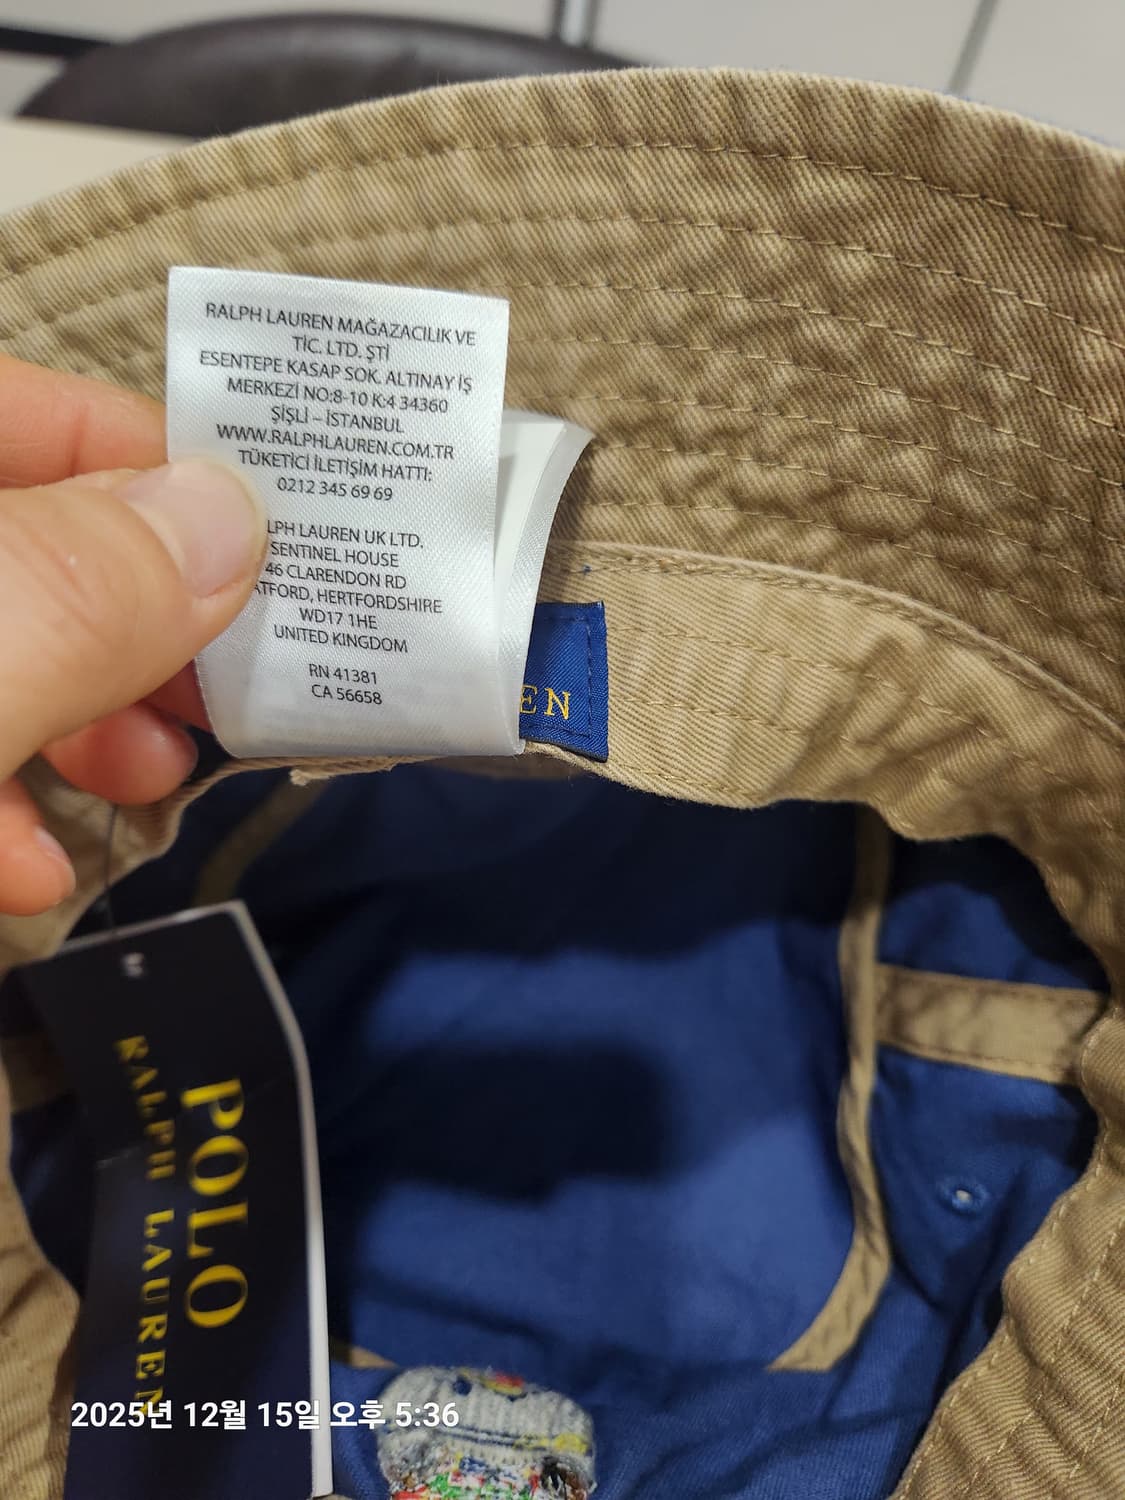 RALPH LAUREN MAĞAZACILIK VE
TİC. LTD. ŞTİ
ESENTEPE KASAP SOK. ALTINAY İŞ
MERKEZİ NO:8-10 K:4 34360
ŞİŞLİ – İSTANBUL
WWW.RALPHLAUREN.COM.TR
TÜKETİCİ İLETİŞİM HATTI:
0212 345 69 69
LPH LAUREN UK LTD.
SENTINEL HOUSE
46 CLARENDON RD
ATFORD, HERTFORDSHIRE
WD17 1HE
UNITED KINGDOM
RN 41381
CA 56658
EN
M
POLO
RALPH LAUREN
2025년 12월 15일 오후 5:36